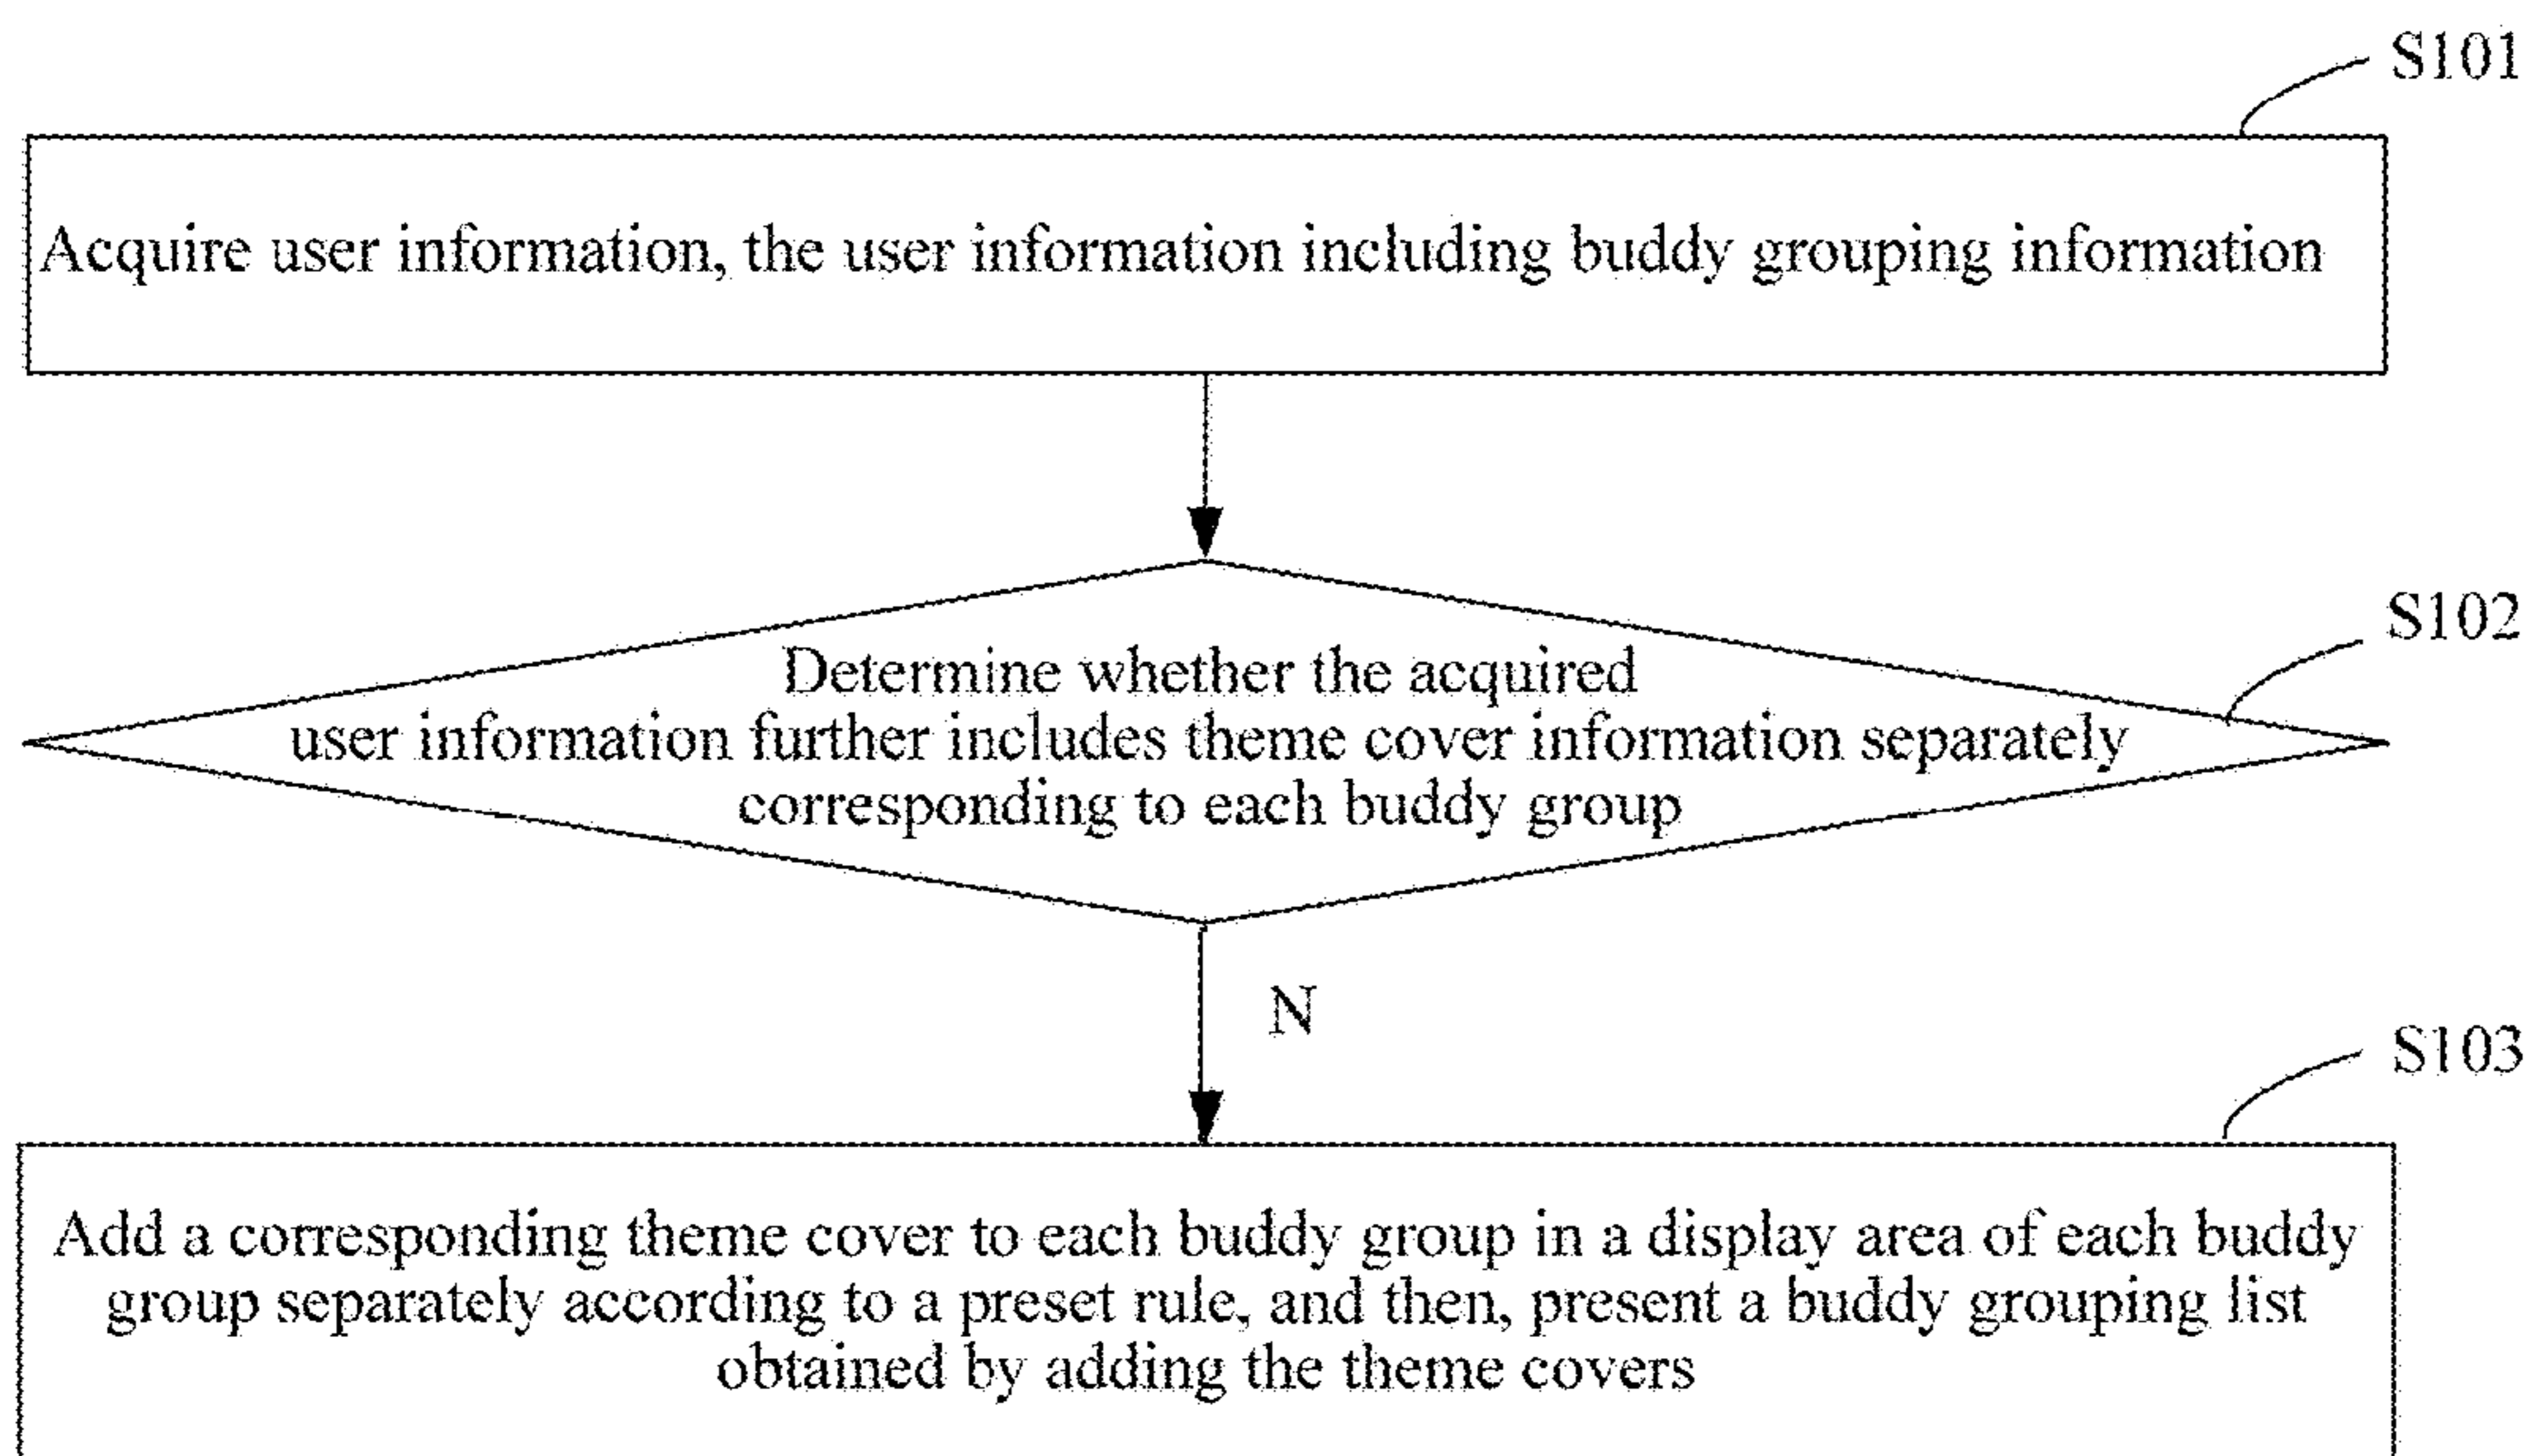 S101
Acquire user information, the user information including buddy grouping information
S102
Determine whether the acquired
user information further includes theme cover information separately
corresponding to each buddy group
N
S103
Add a corresponding theme cover to each buddy group in a display area of each buddy
group separately according to a preset rule, and then, present a buddy grouping list
obtained by adding the theme covers